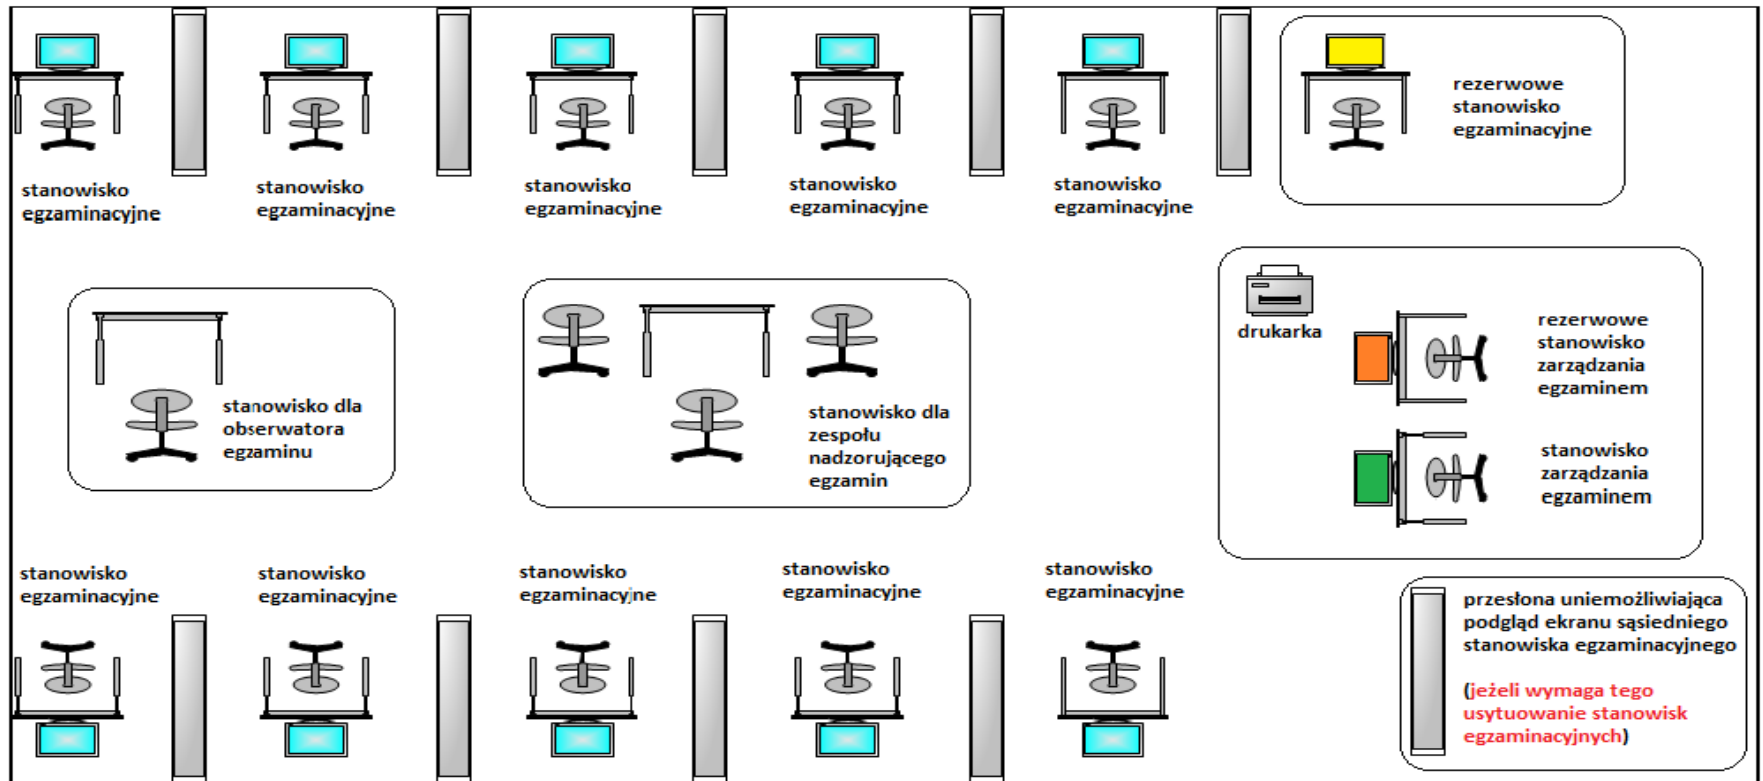 stanowisko
egzaminacyjne
stanowisko
egzaminacyjne
stanowisko
egzaminacyjne
stanowisko
egzaminacyjne
stanowisko
egzaminacyjne
rezerwowe
stanowisko
egzaminacyjne
stanowisko dla
obserwatora
egzaminu
stanowisko dla
zespołu
nadzorującego
egzamin
drukarka
rezerwowe
stanowisko
zarządzania
egzaminem
stanowisko
zarządzania
egzaminem
stanowisko
egzaminacyjne
stanowisko
egzaminacyjne
stanowisko
egzaminacyjne
stanowisko
egzaminacyjne
stanowisko
egzaminacyjne
przesłona uniemożliwiająca
podgląd ekranu sąsiedniego
stanowiska egzaminacyjnego
(jeżeli wymaga tego
usytuowanie stanowisk
egzaminacyjnych)